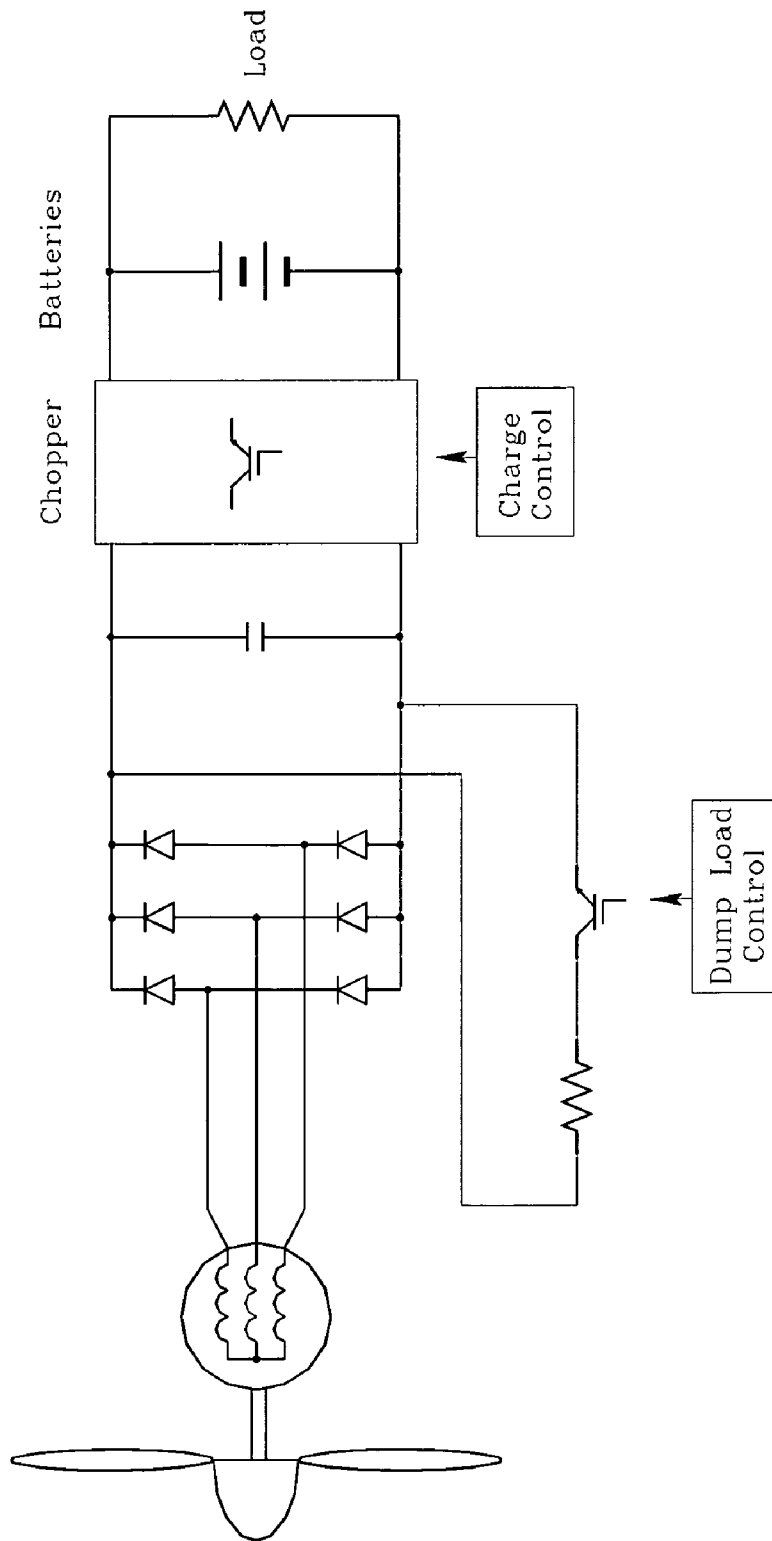 Chopper
Batteries
Load
Charge
Control
Dump Load
Control